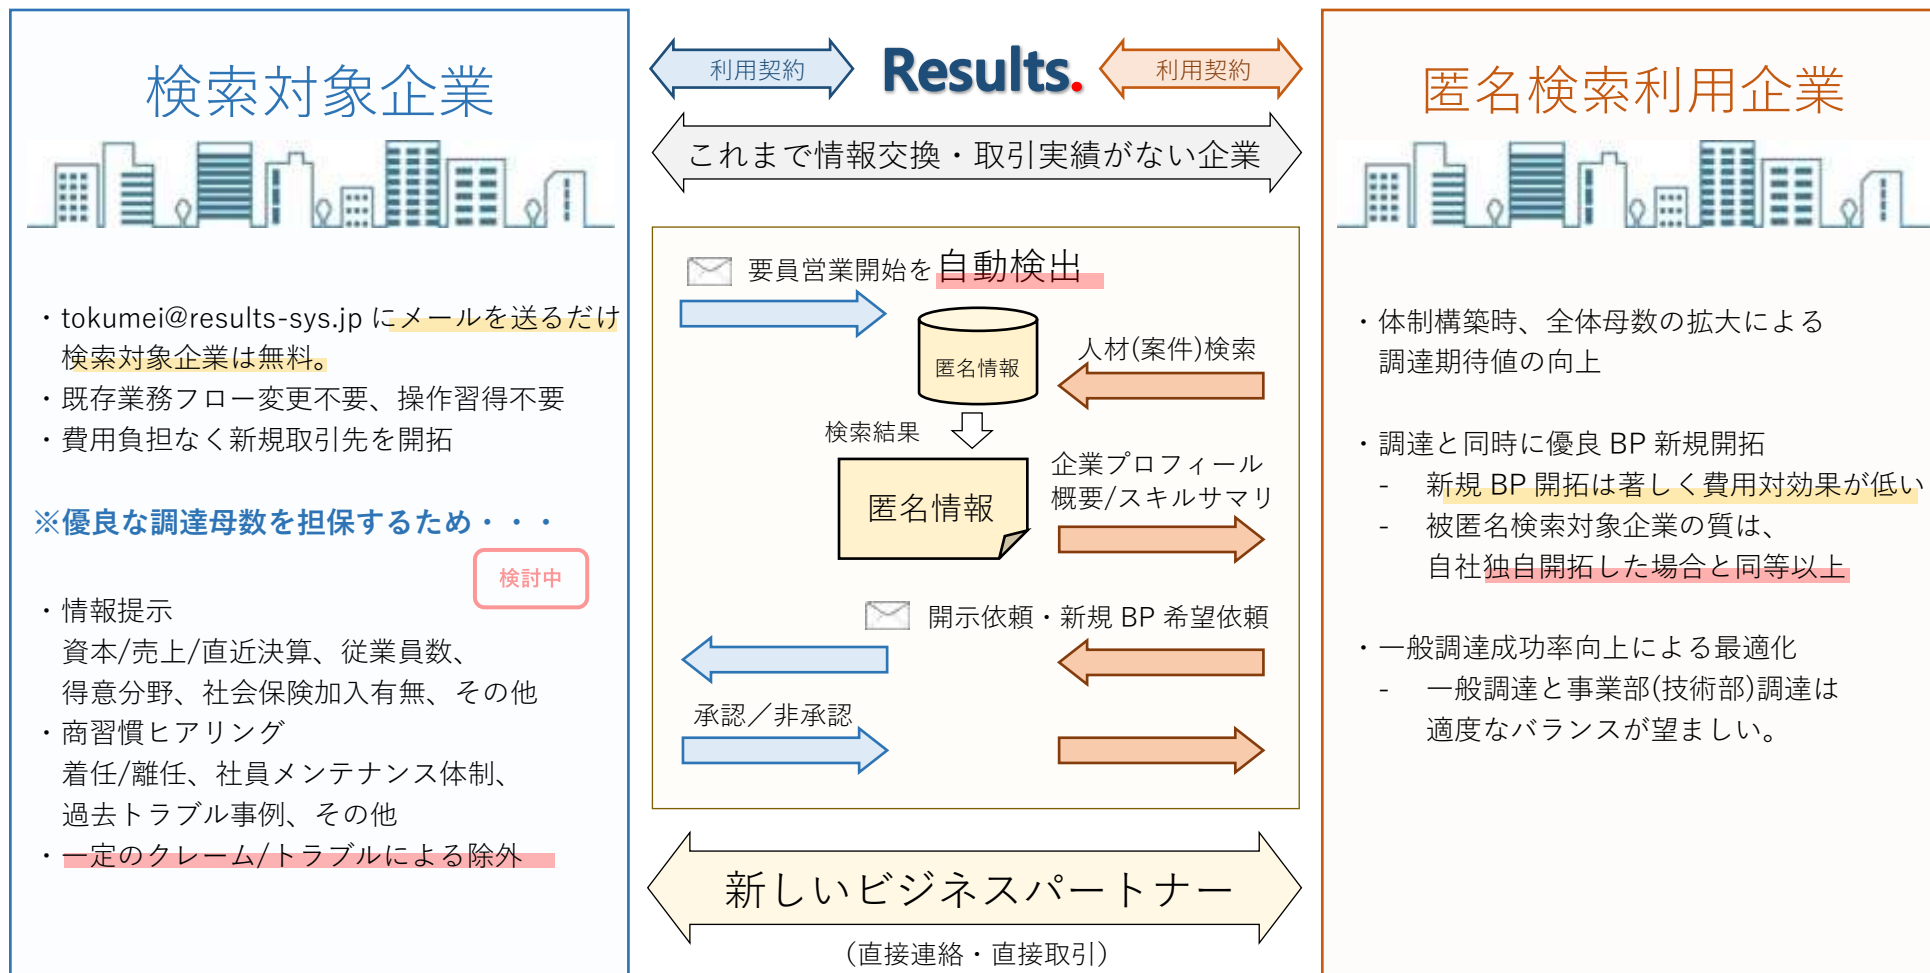 検索対象企業
・tokumei@results-sys.jp にメールを送るだけ
検索対象企業は無料。
・既存業務フロー変更不要、操作習得不要
・費用負担なく新規取引先を開拓
※優良な調達母数を担保するため・・・
検討中
・情報提示
資本/売上/直近決算、従業員数、
得意分野、社会保険加入有無、その他
・商習慣ヒアリング
着任/離任、社員メンテナンス体制、
過去トラブル事例、その他
・一定のクレーム/トラブルによる除外
利用契約
Results.
利用契約
これまで情報交換・取引実績がない企業
要員営業開始を自動検出
匿名情報
人材(案件)検索
検索結果
匿名情報
企業プロフィール
概要/スキルサマリ
開示依頼・新規 BP 希望依頼
承認／非承認
新しいビジネスパートナー
（直接連絡・直接取引）
匿名検索利用企業
・体制構築時、全体母数の拡大による
調達期待値の向上
・調達と同時に優良 BP 新規開拓
- 新規 BP 開拓は著しく費用対効果が低い
- 被匿名検索対象企業の質は、
自社独自開拓した場合と同等以上
・一般調達成功率向上による最適化
- 一般調達と事業部(技術部)調達は
適度なバランスが望ましい。